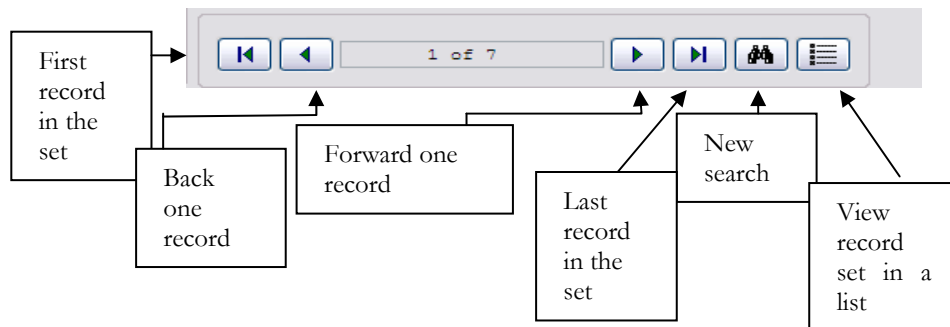 1 of 7
First
record
in the
set
Back
one
record
Forward one
record
Last
record
in the
set
New
search
View
record
set in a
list